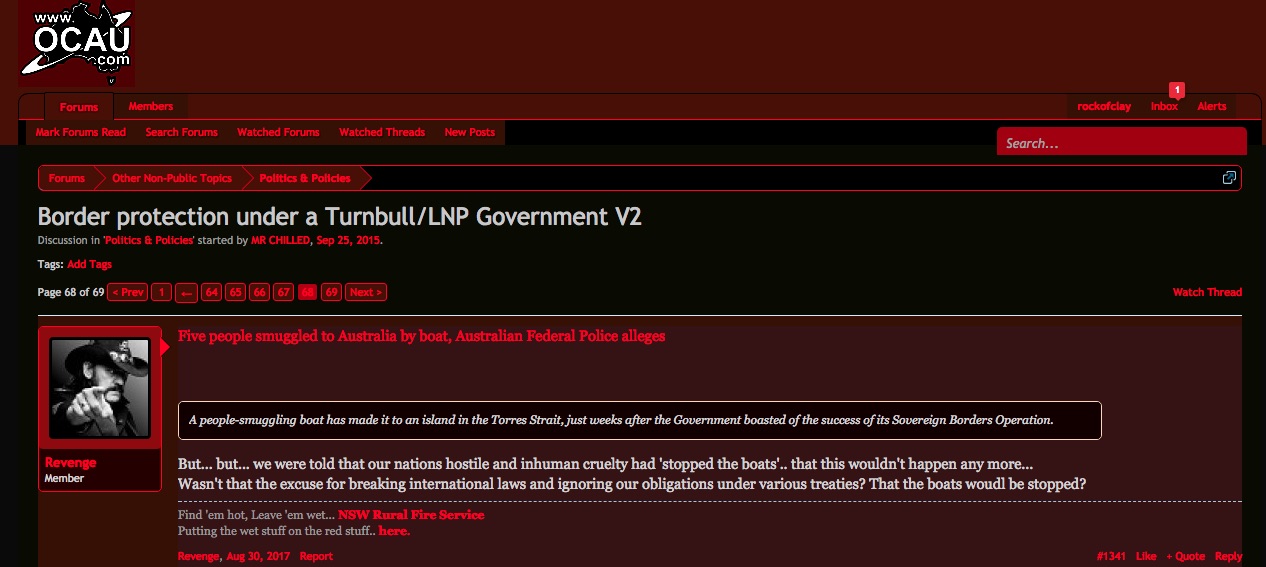 www.
OCAU
.com
Forums Members rockofclay Inbox 1 Alerts
Mark Forums Read Search Forums Watched Forums Watched Threads New Posts
Search...
Forums Other Non-Public Topics Politics & Policies
Border protection under a Turnbull/LNP Government V2
Discussion in 'Politics & Policies' started by MR CHILLED, Sep 25, 2015.
Tags: Add Tags
Page 68 of 69 < Prev 1 ← 64 65 66 67 68 69 Next > Watch Thread
Five people smuggled to Australia by boat, Australian Federal Police alleges
A people-smuggling boat has made it to an island in the Torres Strait, just weeks after the Government boasted of the success of its Sovereign Borders Operation.
Revenge
Member
But... but... we were told that our nations hostile and inhuman cruelty had 'stopped the boats'.. that this wouldn't happen any more...
Wasn't that the excuse for breaking international laws and ignoring our obligations under various treaties? That the boats woudl be stopped?
Find 'em hot, Leave 'em wet... NSW Rural Fire Service
Putting the wet stuff on the red stuff.. here.
Revenge, Aug 30, 2017 Report #1341 Like + Quote Reply